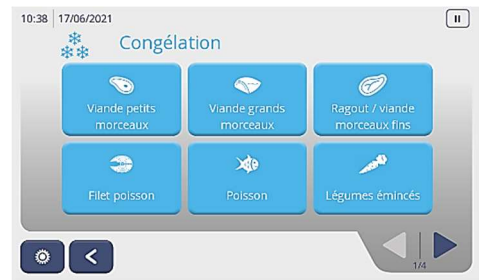 10:38 17/06/2021
Congélation
Viande petits
morceaux
Viande grands
morceaux
Ragout / viande
morceaux fins
Filet poisson
Poisson
Légumes émincés
1/4